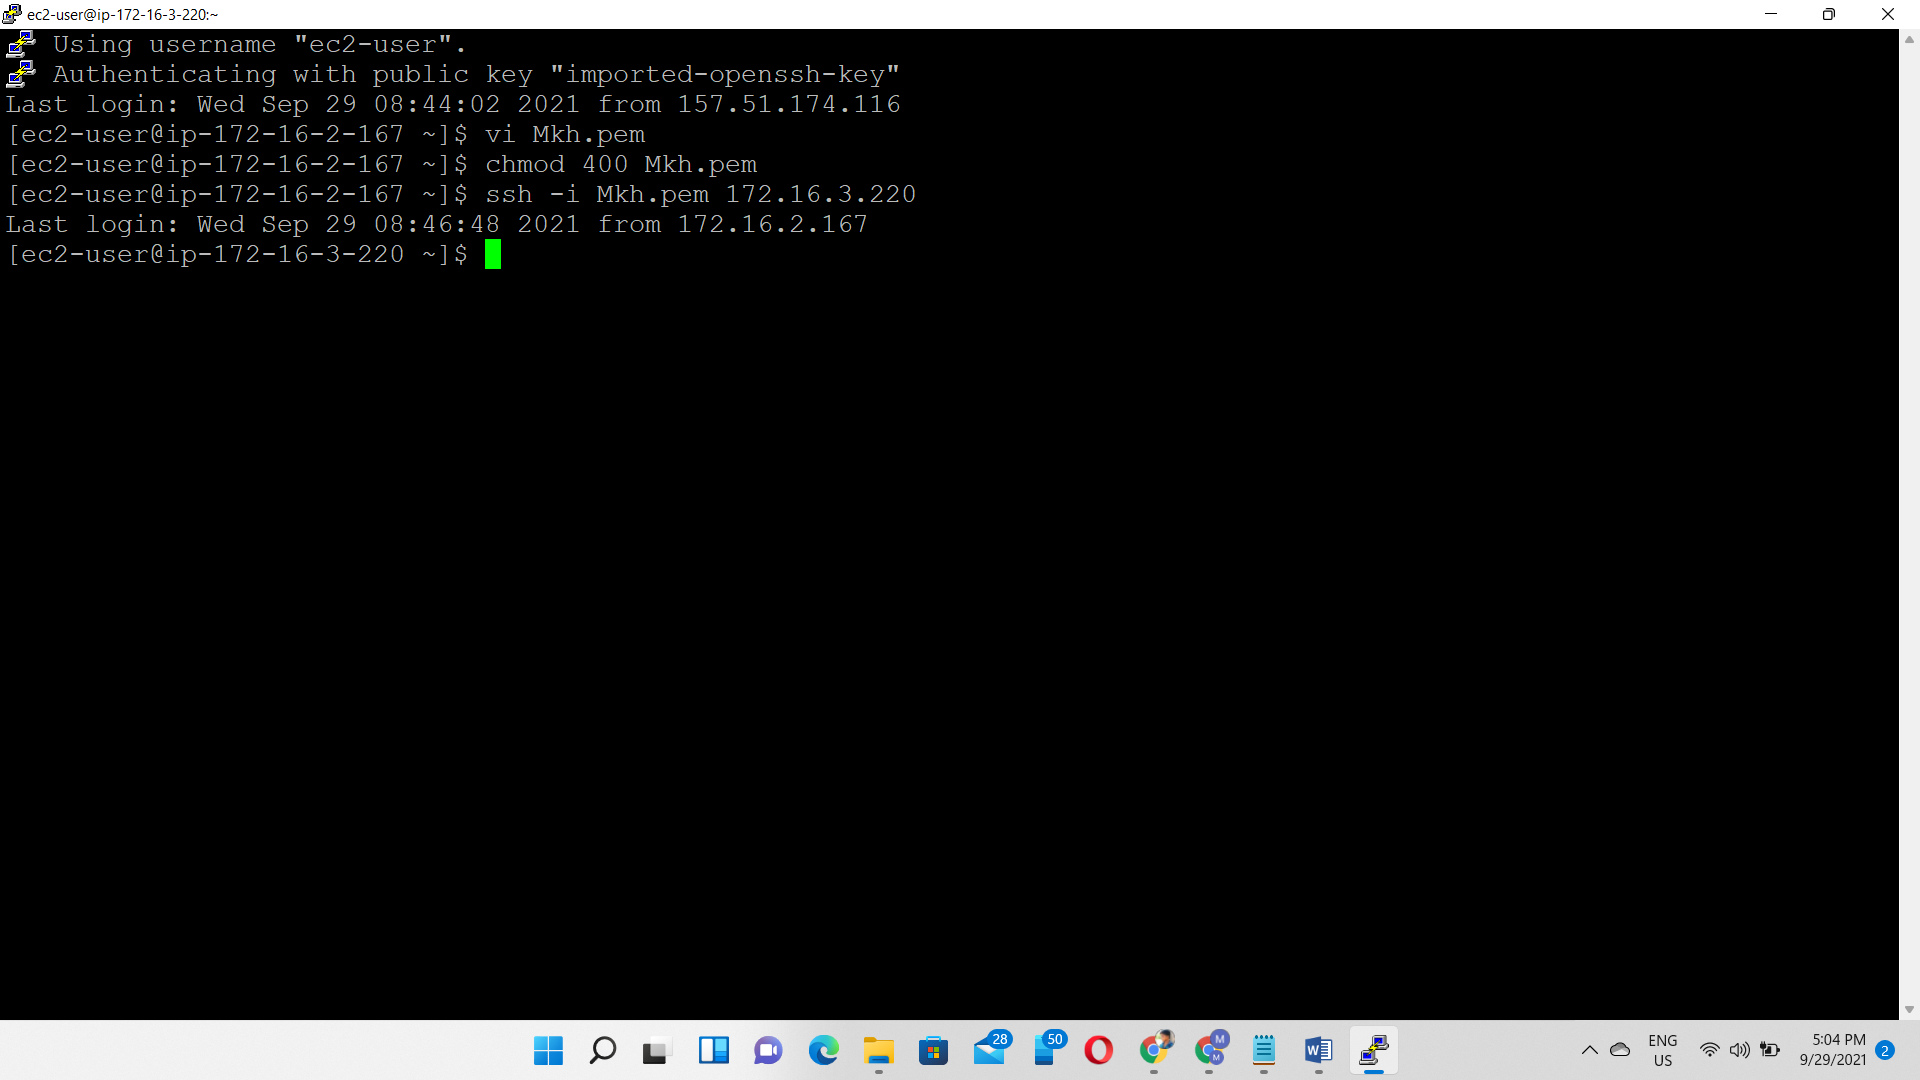 ec2-user@ip-172-16-3-220:~
Using username "ec2-user".
Authenticating with public key "imported-openssh-key"
Last login: Wed Sep 29 08:44:02 2021 from 157.51.174.116
[ec2-user@ip-172-16-2-167 ~]$ vi Mkh.pem
[ec2-user@ip-172-16-2-167 ~]$ chmod 400 Mkh.pem
[ec2-user@ip-172-16-2-167 ~]$ ssh -i Mkh.pem 172.16.3.220
Last login: Wed Sep 29 08:46:48 2021 from 172.16.2.167
[ec2-user@ip-172-16-3-220 ~]$
28 50 M M W
ENG 5:04 PM
US 9/29/2021 2